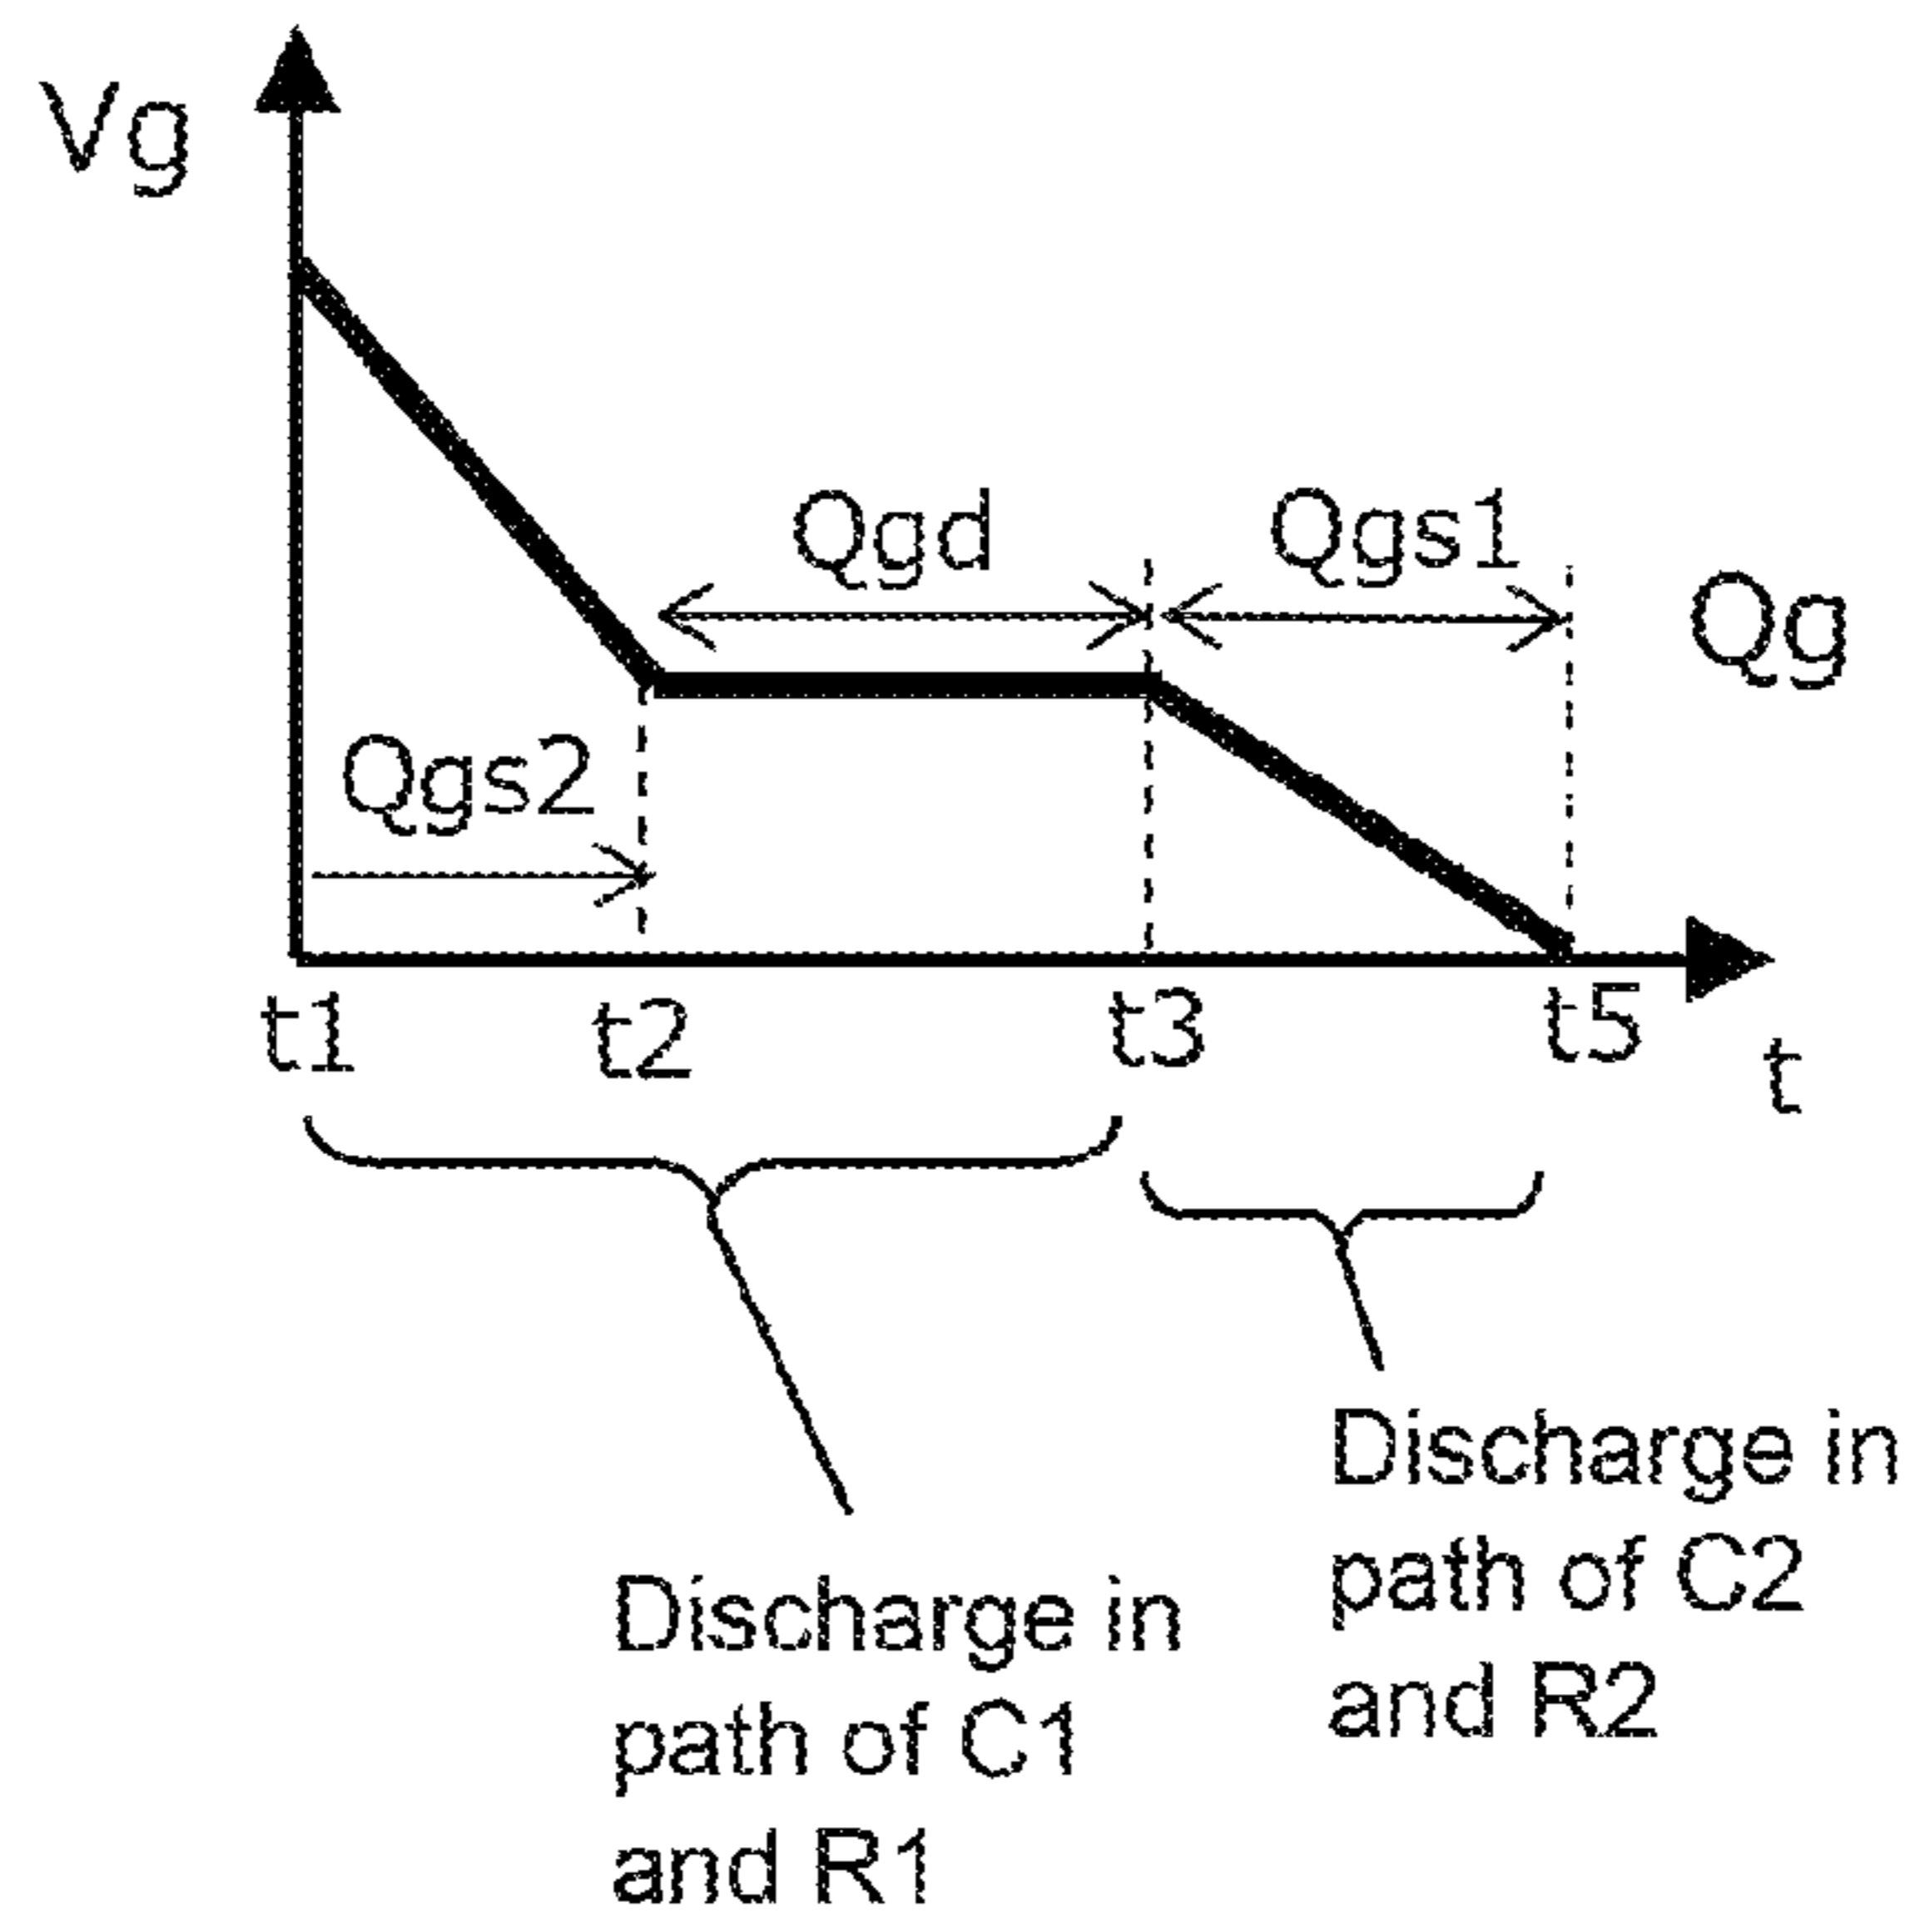 Vg
Qgd
Qgs1
Qg
Qgs2
t1
t2
t3
t5
t
Discharge in
path of C1
and R1
Discharge in
path of C2
and R2